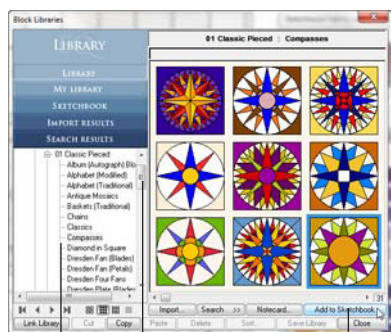 Block Libraries
LIBRARY
01 Classic Pieced : Compasses
LIBRARY
MY LIBRARY
SKETCHBOOK
IMPORT RESULTS
SEARCH RESULTS
01 Classic Pieced
Album (Autograph) Blo
Alphabet (Modified)
Alphabet (Traditional)
Antique Mosaics
Baskets (Traditional)
Chains
Classics
Compasses
Diamond in Square
Dresden Fan (Blades)
Dresden Fan (Petals)
Dresden Four Fans
Dresden Plate (Blades
Import... Search >> Notecard... Add to Sketchbook
Link Library Cut Copy Paste Delete Sort... Save Library Close